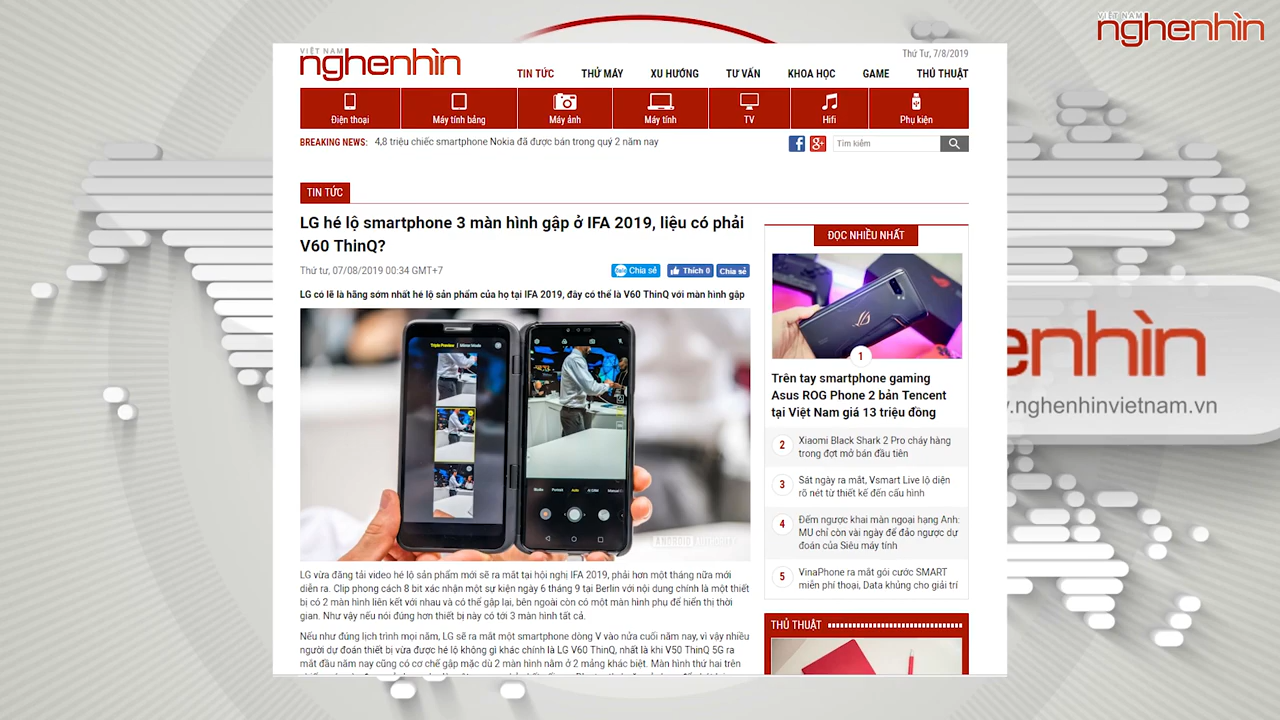 VIỆT NAM
nghenhìn
VIỆT NAM
nghenhìn
Thứ Tư, 7/8/2019
TIN TỨC THỬ MÁY XU HƯỚNG TƯ VẤN KHOA HỌC GAME THỦ THUẬT
Điện thoại Máy tính bảng Máy ảnh Máy tính TV Hifi Phụ kiện
BREAKING NEWS: 4,8 triệu chiếc smartphone Nokia đã được bán trong quý 2 năm nay
Tìm kiếm
TIN TỨC
LG hé lộ smartphone 3 màn hình gập ở IFA 2019, liệu có phải
V60 ThinQ?
Thứ tư, 07/08/2019 00:34 GMT+7
Zalo Chia sẻ Thích 0 Chia sẻ
LG có lẽ là hãng sớm nhất hé lộ sản phẩm của họ tại IFA 2019, đây có thể là V60 ThinQ với màn hình gập
Triple Preview | Mirror Mode
ANDROID AUTHORITY
LG vừa đăng tải video hé lộ sản phẩm mới sẽ ra mắt tại hội nghị IFA 2019, phải hơn một tháng nữa mới
diễn ra. Clip phong cách 8 bit xác nhận một sự kiện ngày 6 tháng 9 tại Berlin với nội dung chính là một thiết
bị có 2 màn hình liên kết với nhau và có thể gập lại, bên ngoài còn có một màn hình phụ để hiển thị thời
gian. Như vậy nếu nói đúng hơn thiết bị này có tới 3 màn hình tất cả.
Nếu như đúng lịch trình mọi năm, LG sẽ ra mắt một smartphone dòng V vào nửa cuối năm nay, vì vậy nhiều
người dự đoán thiết bị vừa được hé lộ không gì khác chính là LG V60 ThinQ, nhất là khi V50 ThinQ 5G ra
mắt đầu năm nay cũng có cơ chế gập mặc dù 2 màn hình nằm ở 2 mảng khác biệt. Màn hình thứ hai trên
ĐỌC NHIỀU NHẤT
1
Trên tay smartphone gaming
Asus ROG Phone 2 bản Tencent
tại Việt Nam giá 13 triệu đồng
2 Xiaomi Black Shark 2 Pro cháy hàng
trong đợt mở bán đầu tiên
3 Sát ngày ra mắt, Vsmart Live lộ diện
rõ nét từ thiết kế đến cấu hình
4 Đếm ngược khai màn ngoại hạng Anh:
MU chỉ còn vài ngày để đảo ngược dự
đoán của Siêu máy tính
5 VinaPhone ra mắt gói cước SMART
miễn phí thoại, Data khủng cho giải trí
THỦ THUẬT
enhìn
.nghenhinvietnam.vn